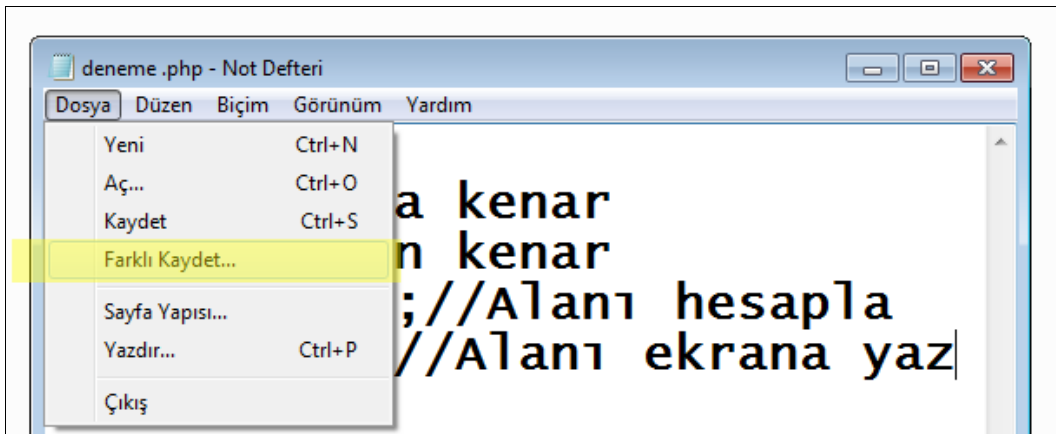 deneme .php - Not Defteri
Dosya Düzen Biçim Görünüm Yardım
Yeni Ctrl+N
Aç... Ctrl+O
Kaydet Ctrl+S
Farklı Kaydet...
Sayfa Yapısı...
Yazdır... Ctrl+P
Çıkış
a kenar
n kenar
;//Alanı hesapla
//Alanı ekrana yaz